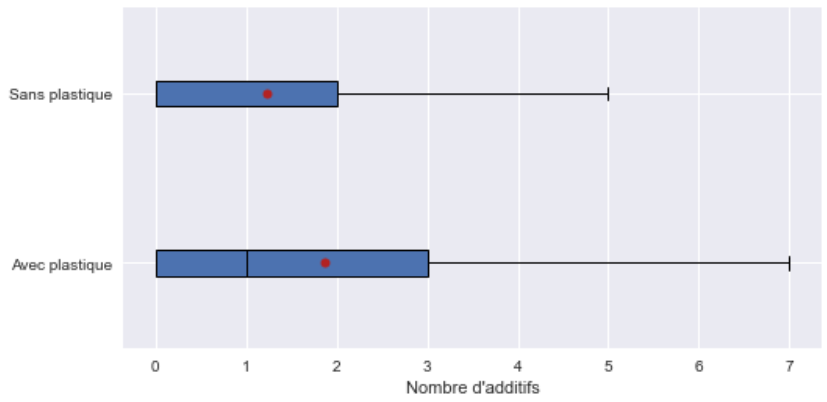 Sans plastique
Avec plastique
0 1 2 3 4 5 6 7
Nombre d'additifs